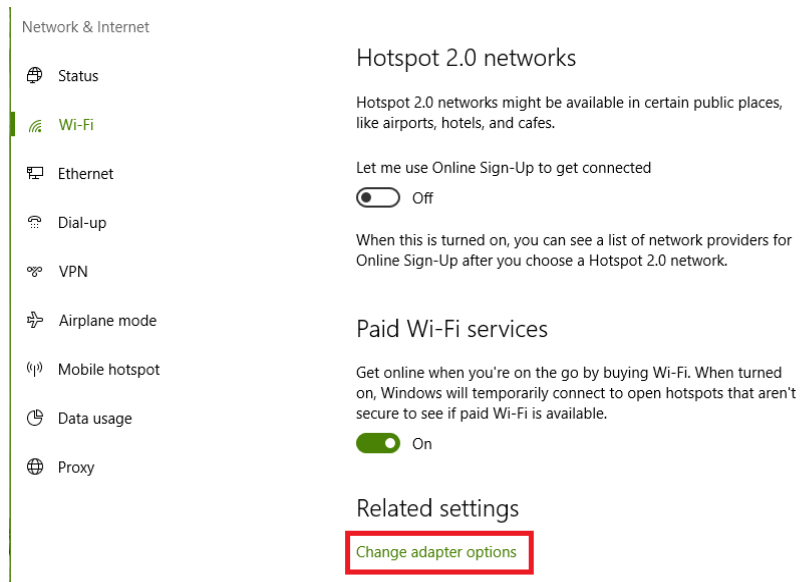 Network & Internet
Status
Wi-Fi
Ethernet
Dial-up
VPN
Airplane mode
Mobile hotspot
Data usage
Proxy
Hotspot 2.0 networks
Hotspot 2.0 networks might be available in certain public places,
like airports, hotels, and cafes.
Let me use Online Sign-Up to get connected
Off
When this is turned on, you can see a list of network providers for
Online Sign-Up after you choose a Hotspot 2.0 network.
Paid Wi-Fi services
Get online when you're on the go by buying Wi-Fi. When turned
on, Windows will temporarily connect to open hotspots that aren't
secure to see if paid Wi-Fi is available.
On
Related settings
Change adapter options